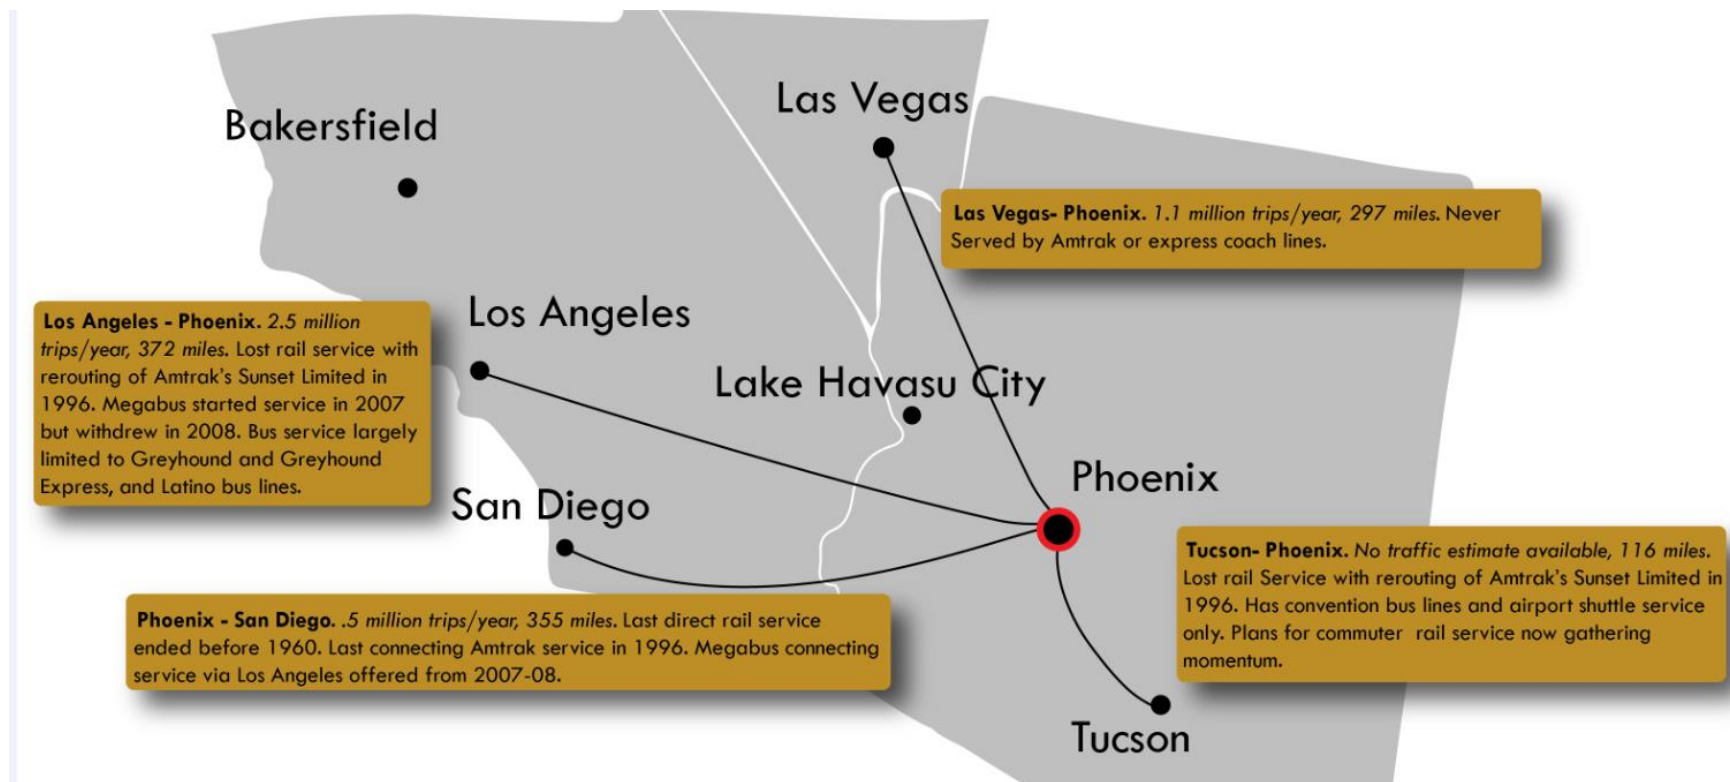 Las Vegas
Bakersfield
Las Vegas- Phoenix. 1.1 million trips/year, 297 miles. Never
Served by Amtrak or express coach lines.
Los Angeles
Los Angeles - Phoenix. 2.5 million
trips/year, 372 miles. Lost rail service with
rerouting of Amtrak's Sunset Limited in
1996. Megabus started service in 2007
but withdrew in 2008. Bus service largely
limited to Greyhound and Greyhound
Express, and Latino bus lines.
Lake Havasu City
Phoenix
San Diego
Tucson- Phoenix. No traffic estimate available, 116 miles.
Lost rail Service with rerouting of Amtrak's Sunset Limited in
1996. Has convention bus lines and airport shuttle service
only. Plans for commuter rail service now gathering
momentum.
Phoenix - San Diego. .5 million trips/year, 355 miles. Last direct rail service
ended before 1960. Last connecting Amtrak service in 1996. Megabus connecting
service via Los Angeles offered from 2007-08.
Tucson